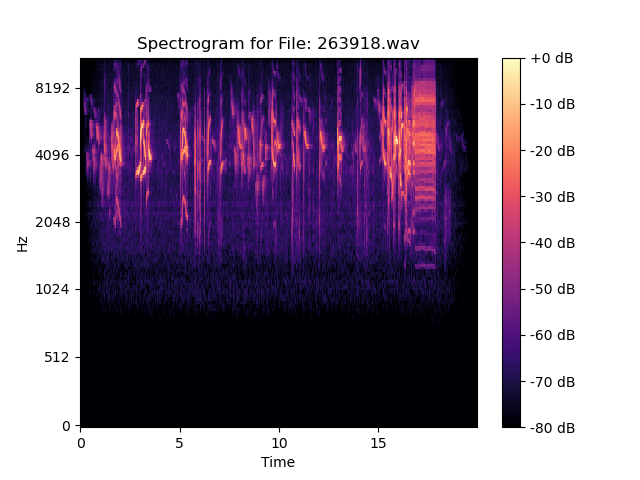 Spectrogram for File: 263918.wav
8192
4096
2048
1024
512
0
Hz
0
5
10
15
Time
+0 dB
-10 dB
-20 dB
-30 dB
-40 dB
-50 dB
-60 dB
-70 dB
-80 dB